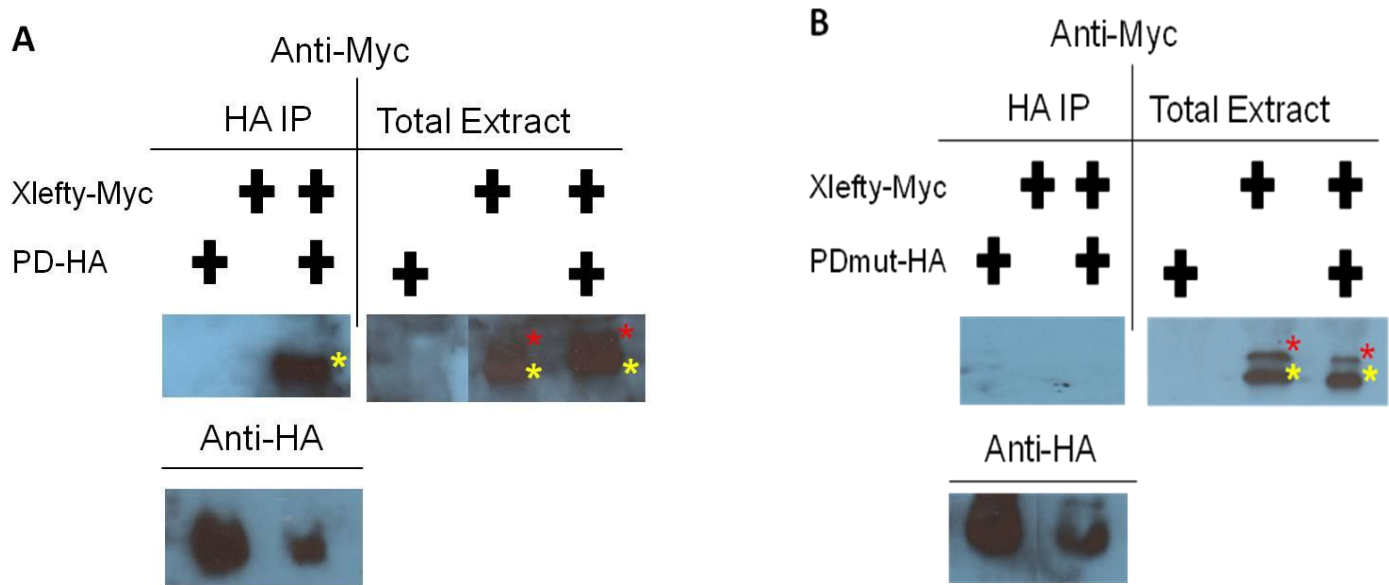 A
Anti-Myc
HA IP
Total Extract
Xlefty-Myc
PD-HA
*
*
*
*
*
Anti-HA
B
Anti-Myc
HA IP
Total Extract
Xlefty-Myc
PDmut-HA
*
*
*
*
Anti-HA